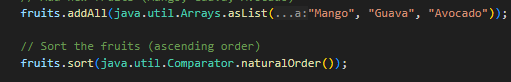 fruits.addAll(java.util.Arrays.asList(...a:"Mango", "Guava", "Avocado"));
// Sort the fruits (ascending order)
fruits.sort(java.util.Comparator.naturalOrder());